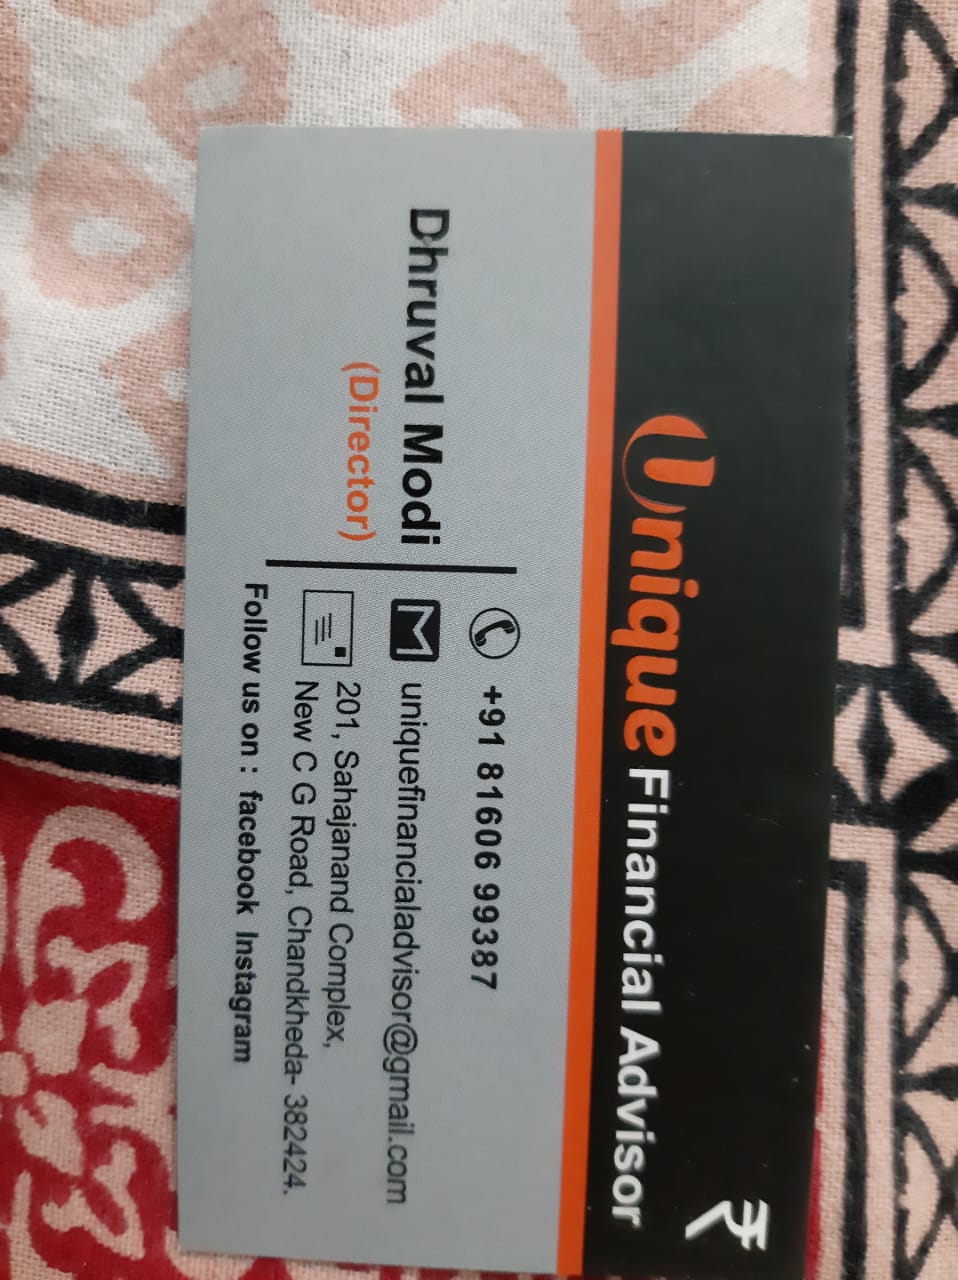 ₹
Unique Financial Advisor
Dhruval Modi
(Director)
+91 81606 99387
uniquefinancialadvisor@gmail.com
201, Sahajanand Complex,
New C G Road, Chandkheda- 382424.
Follow us on : facebook Instagram